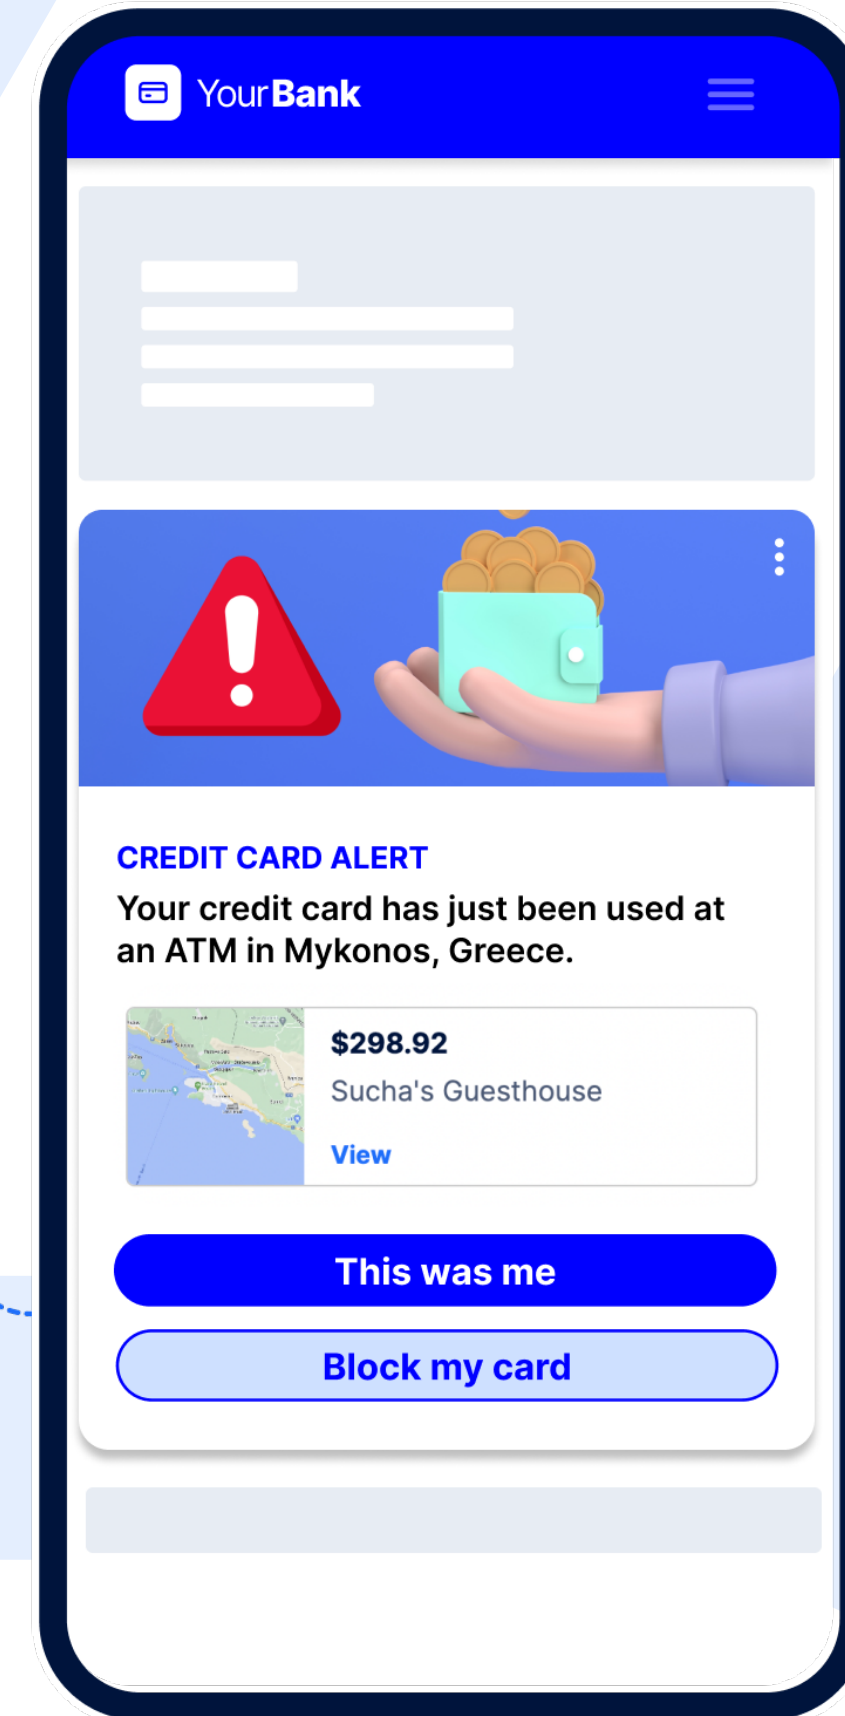 YourBank
CREDIT CARD ALERT
Your credit card has just been used at
an ATM in Mykonos, Greece.
$298.92
Sucha's Guesthouse
View
This was me
Block my card